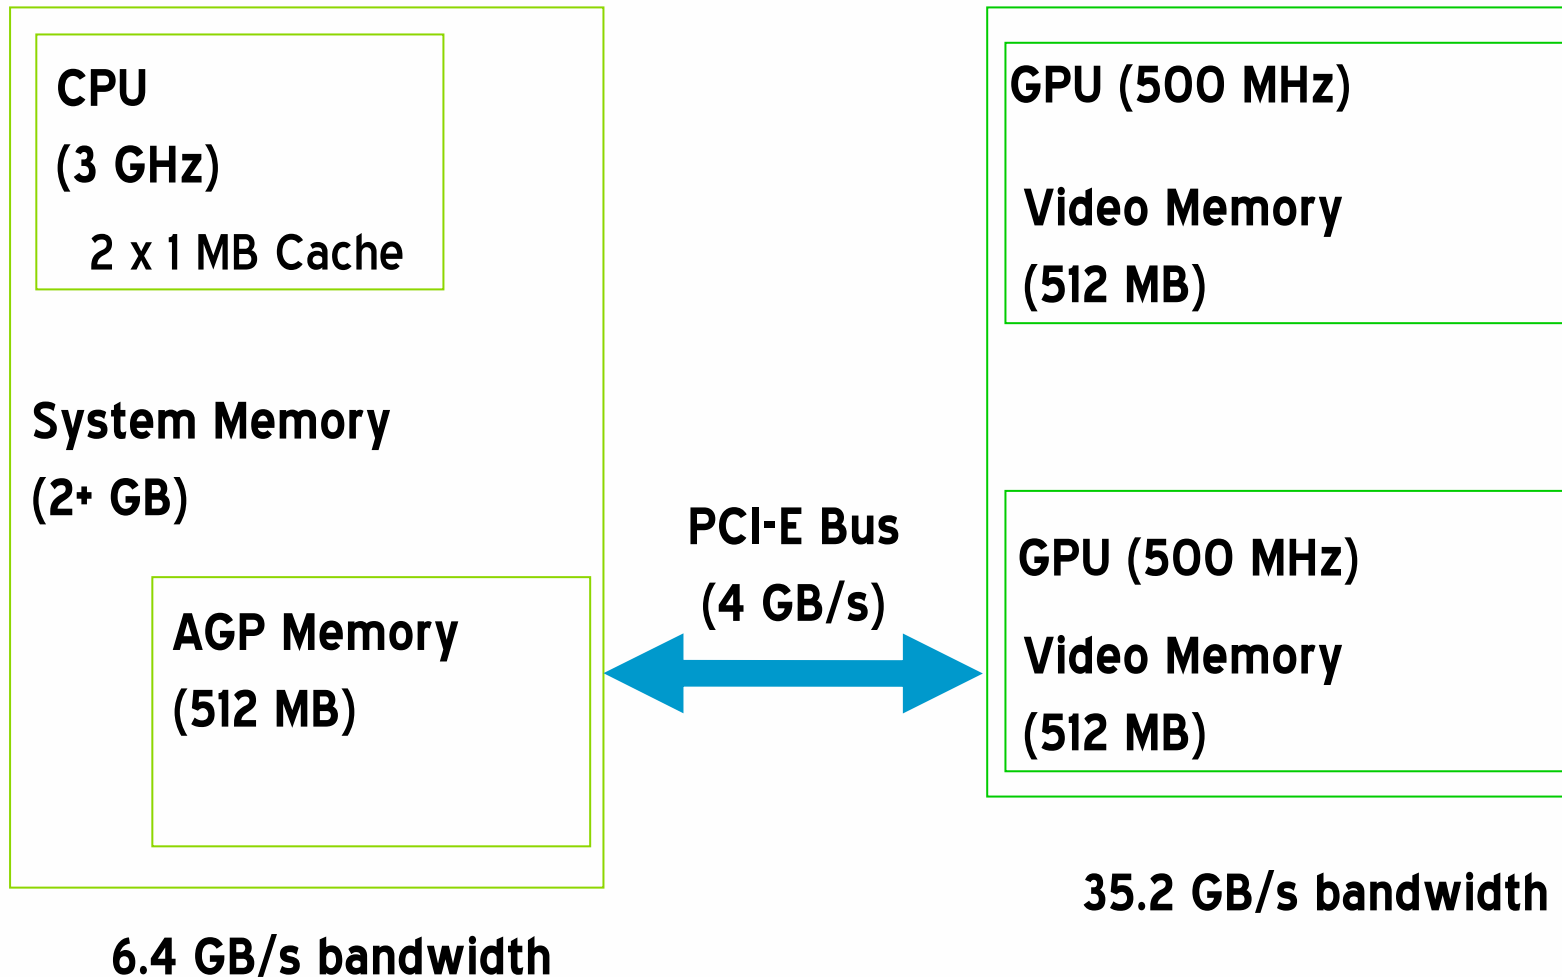 CPU
(3 GHz)
2 x 1 MB Cache
System Memory
(2+ GB)
AGP Memory
(512 MB)
6.4 GB/s bandwidth
PCI-E Bus
(4 GB/s)
GPU (500 MHz)
Video Memory
(512 MB)
GPU (500 MHz)
Video Memory
(512 MB)
35.2 GB/s bandwidth